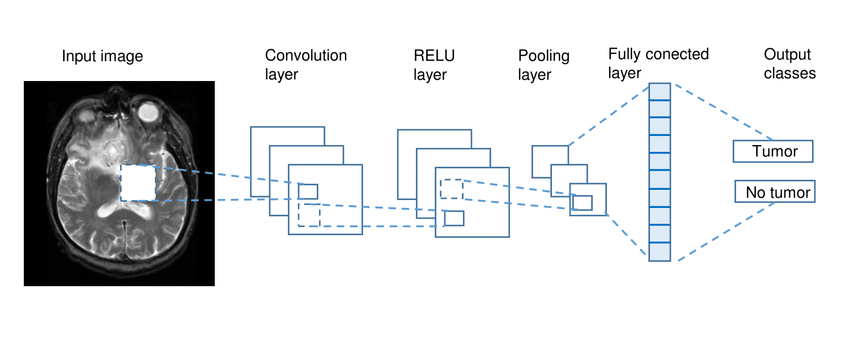 Input image
Convolution
layer
RELU
layer
Pooling
layer
Fully conected
layer
Output
classes
Tumor
No tumor